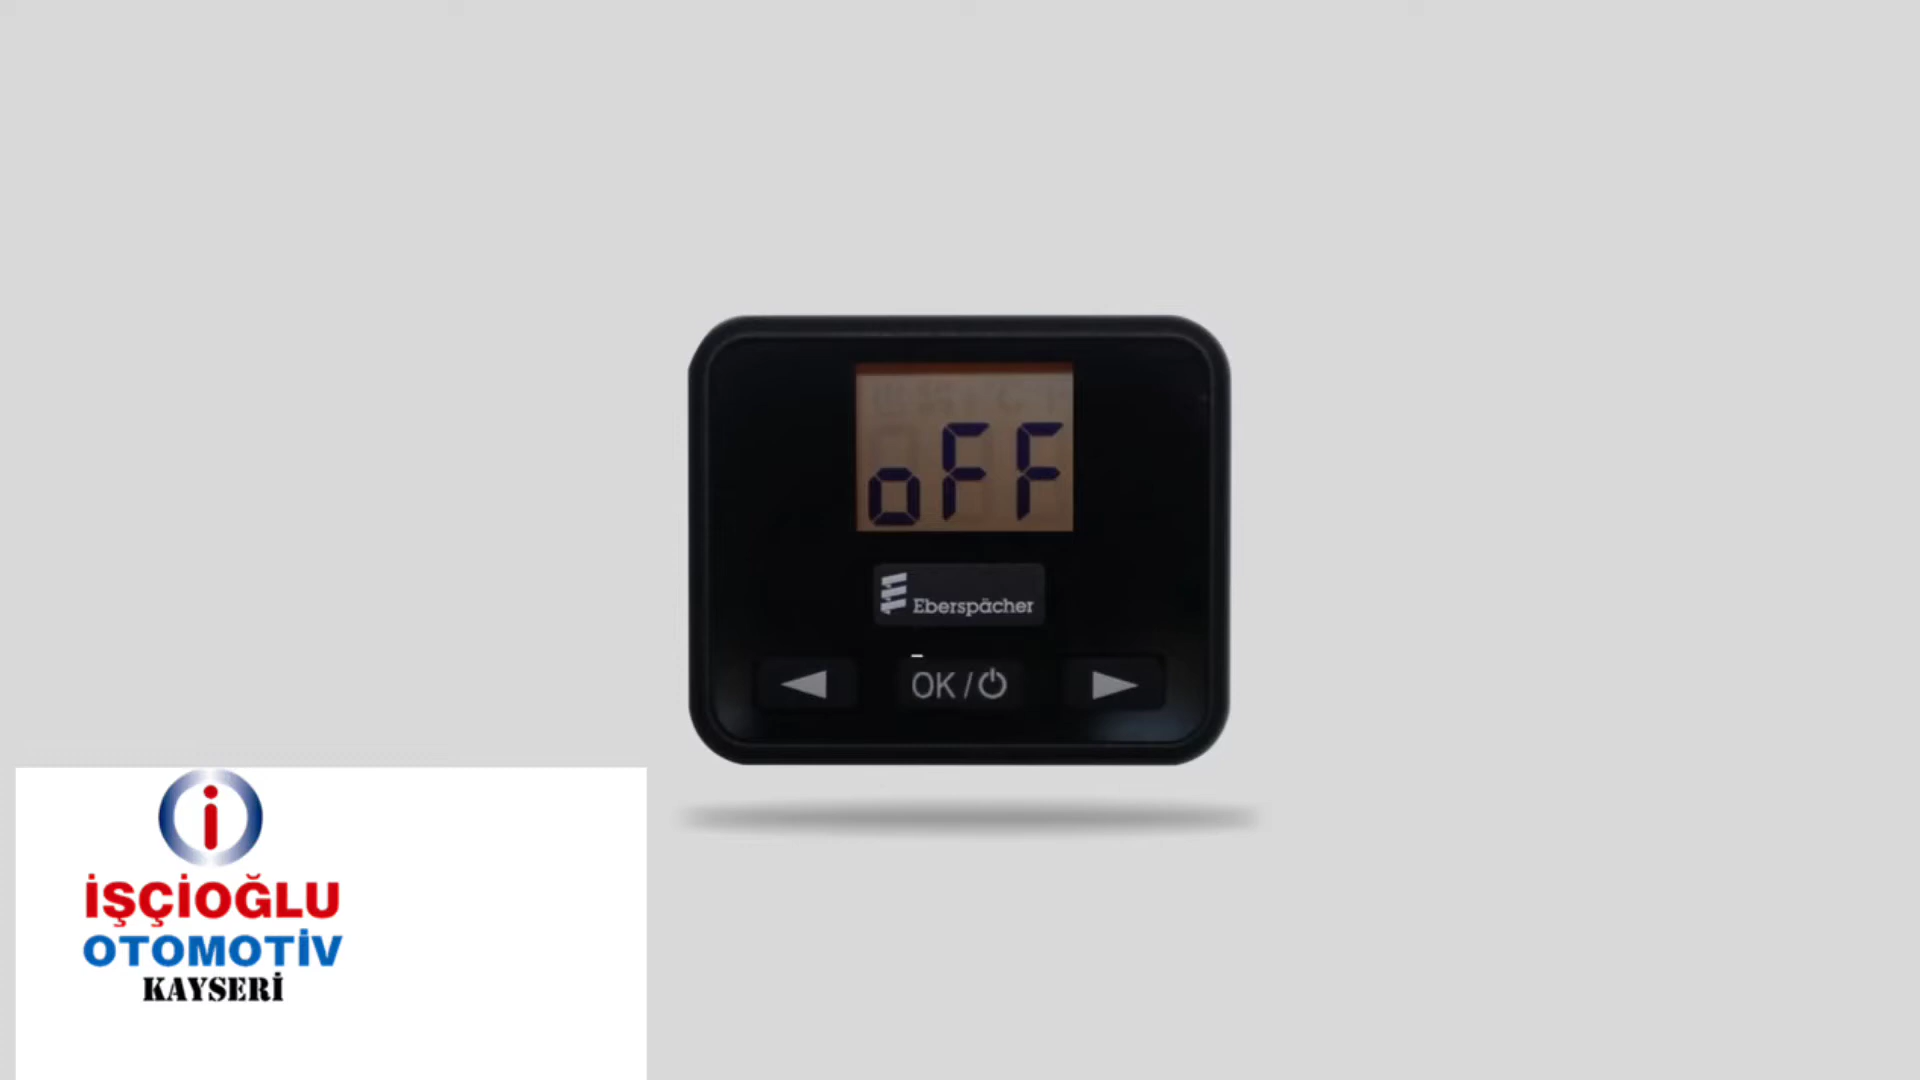 oFF
Eberspächer
OK /
i
İŞÇİOĞLU
OTOMOTİV
KAYSERİ